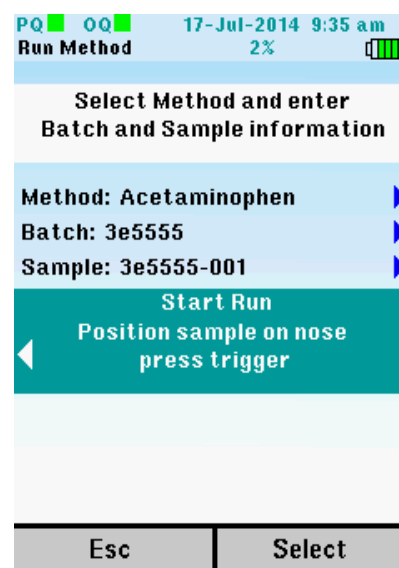 PQ OQ 17-Jul-2014 9:35 am
Run Method 2%
Select Method and enter
Batch and Sample information
Method: Acetaminophen
Batch: 3e5555
Sample: 3e5555-001
Start Run
Position sample on nose
press trigger
Esc Select